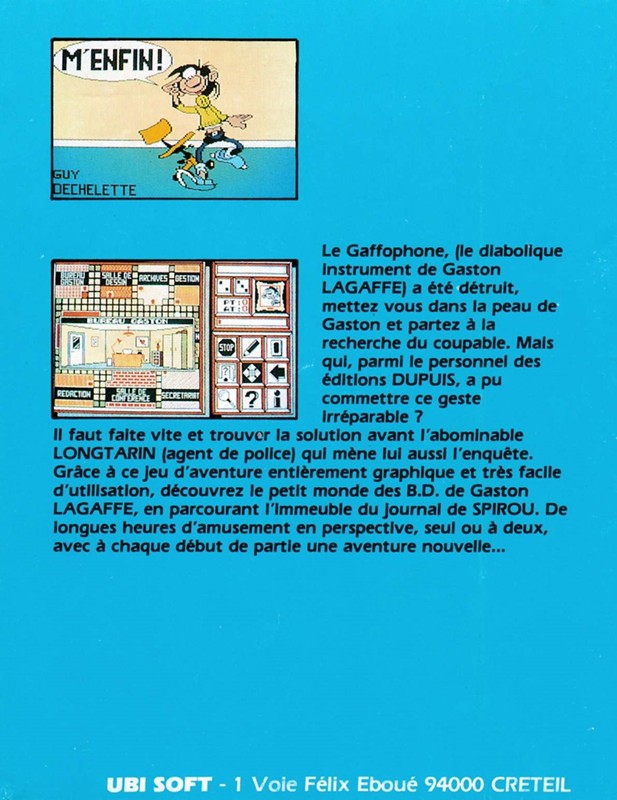 M'ENFIN!
GUY
DECHELETTE
Le Gaffophone, (le diabolique
Instrument de Gaston
LAGAFFE) a été détruit,
mettez vous dans la peau de
Gaston et partez à la
recherche du coupable. Mais
qui, parmi le personnel des
éditions DUPUIS, a pu
commettre ce geste
irréparable ?
BUREAU
GASTON
SALLE DE
DESSIN
ARCHIVES
GESTION
BUREAU GASTON
REDACTION
SALLE DE
CONFERENCE
SECRETARIAT
STOP
?
i
Il faut faite vite et trouver la solution avant l'abominable
LONGTARIN (agent de police) qui mène lui aussi l'enquête.
Grâce à ce jeu d'aventure entièrement graphique et très facile
d'utilisation, découvrez le petit monde des B.D. de Gaston
LAGAFFE, en parcourant l'immeuble du journal de SPIROU. De
longues heures d'amusement en perspective, seul ou à deux,
avec à chaque début de partie une aventure nouvelle...
UBI SOFT - 1 Voie Félix Eboué 94000 CRETEIL